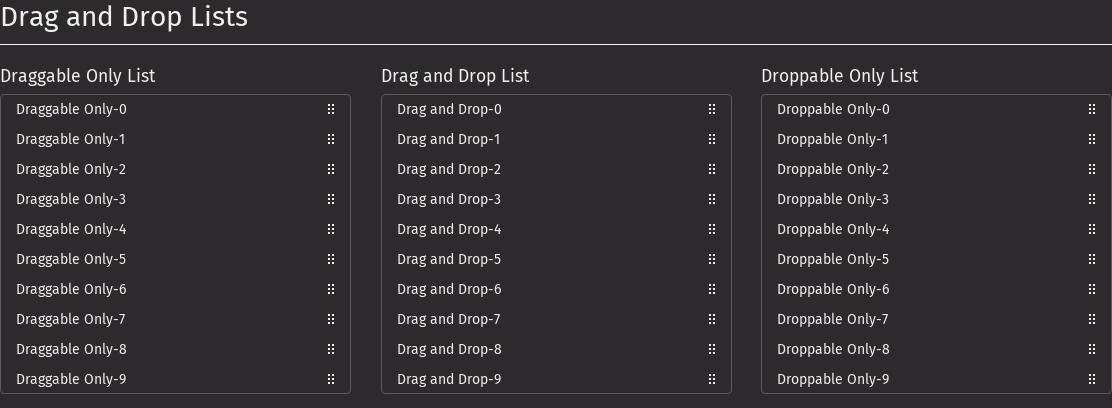 Drag and Drop Lists
Draggable Only List
Draggable Only-0
Draggable Only-1
Draggable Only-2
Draggable Only-3
Draggable Only-4
Draggable Only-5
Draggable Only-6
Draggable Only-7
Draggable Only-8
Draggable Only-9
Drag and Drop List
Drag and Drop-0
Drag and Drop-1
Drag and Drop-2
Drag and Drop-3
Drag and Drop-4
Drag and Drop-5
Drag and Drop-6
Drag and Drop-7
Drag and Drop-8
Drag and Drop-9
Droppable Only List
Droppable Only-0
Droppable Only-1
Droppable Only-2
Droppable Only-3
Droppable Only-4
Droppable Only-5
Droppable Only-6
Droppable Only-7
Droppable Only-8
Droppable Only-9